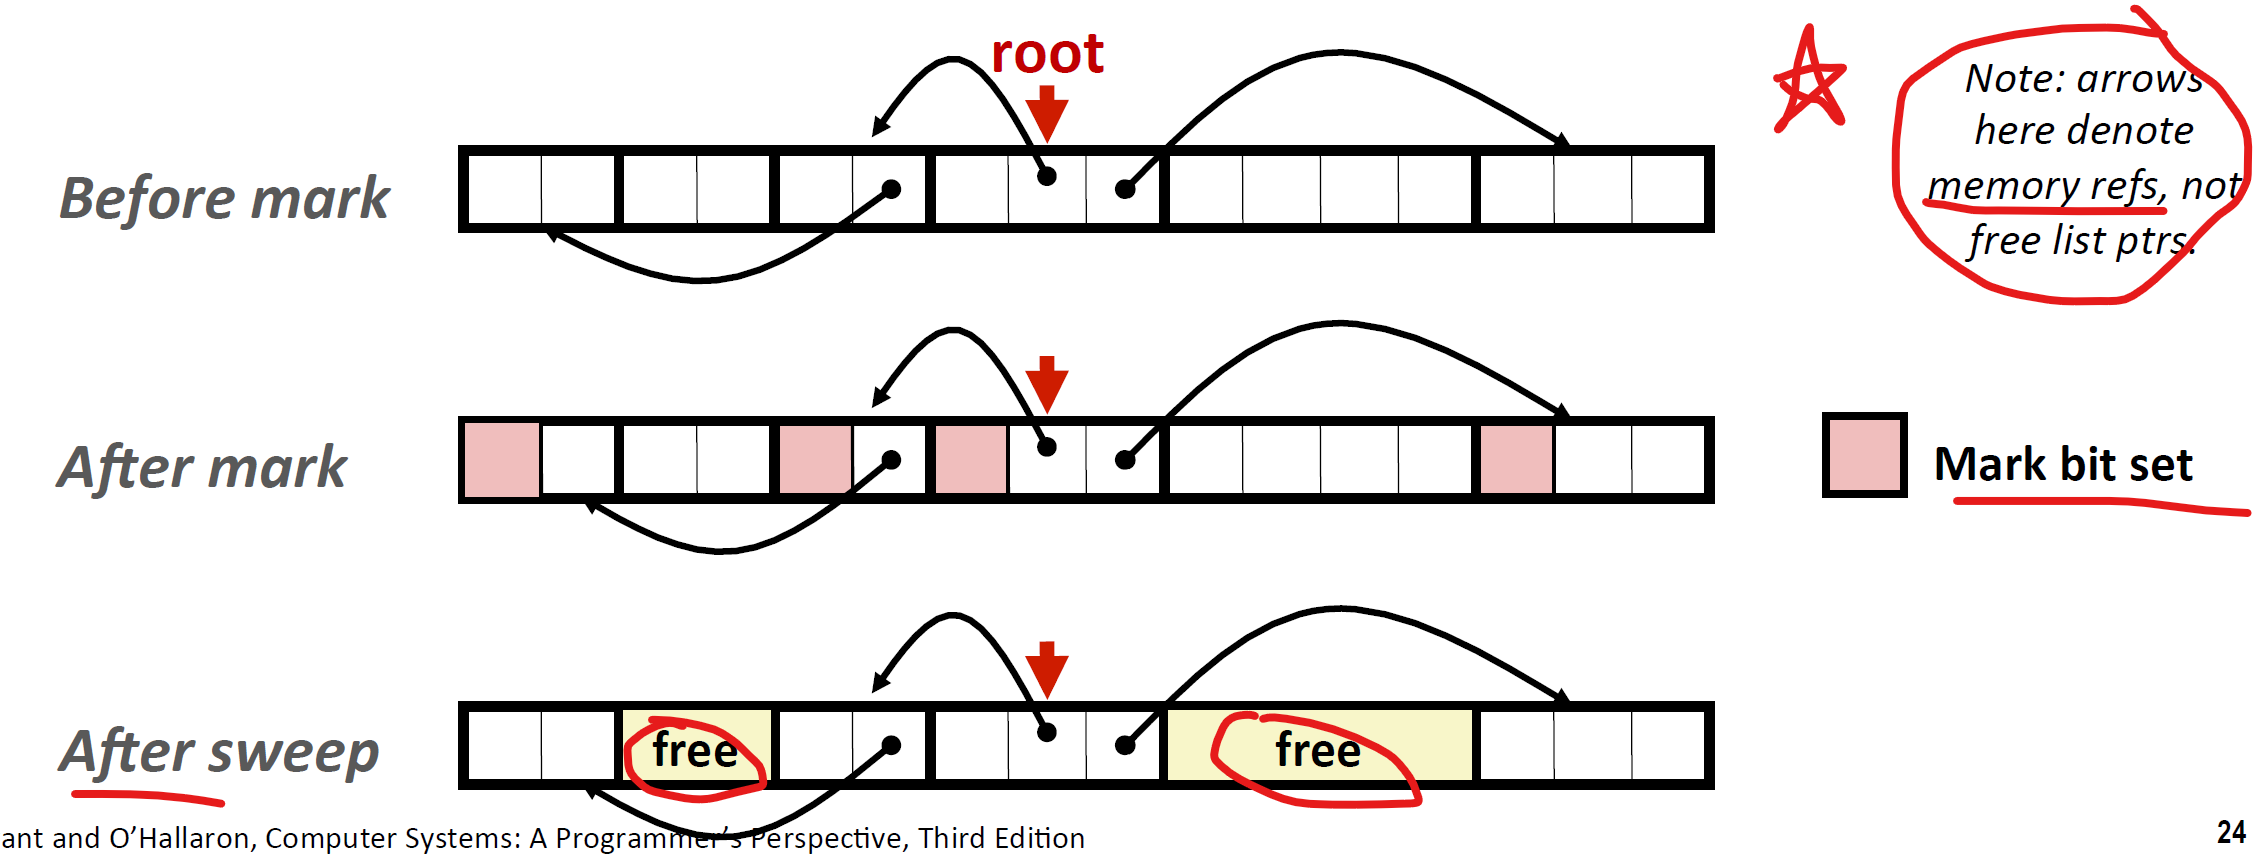 root
Note: arrows
here denote
memory refs, not
free list ptrs.
Before mark
After mark
Mark bit set
After sweep
free
free
ant and O’Hallaron, Computer Systems: A Programmer’s Perspective, Third Edition
24